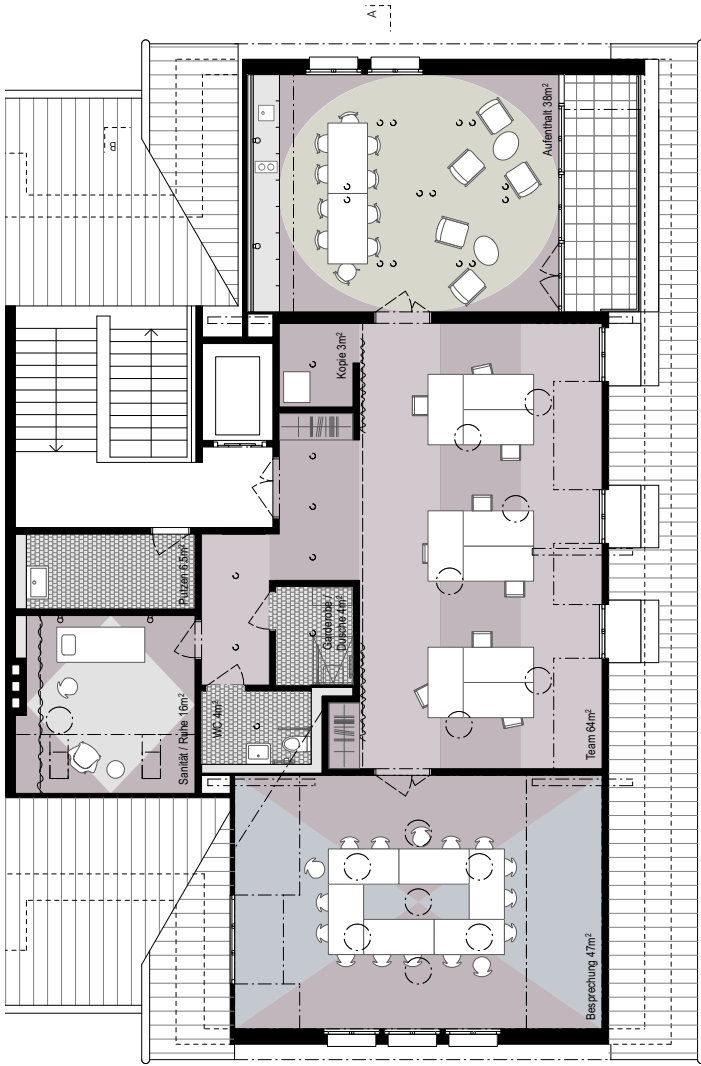 A
B
Aufenthalt 38m²
Kopie 3m²
Putzen 6.5m²
Garderobe /
Dusche 4m²
Sanität / Ruhe 16m²
WC 4m²
Team 64m²
Besprechung 47m²